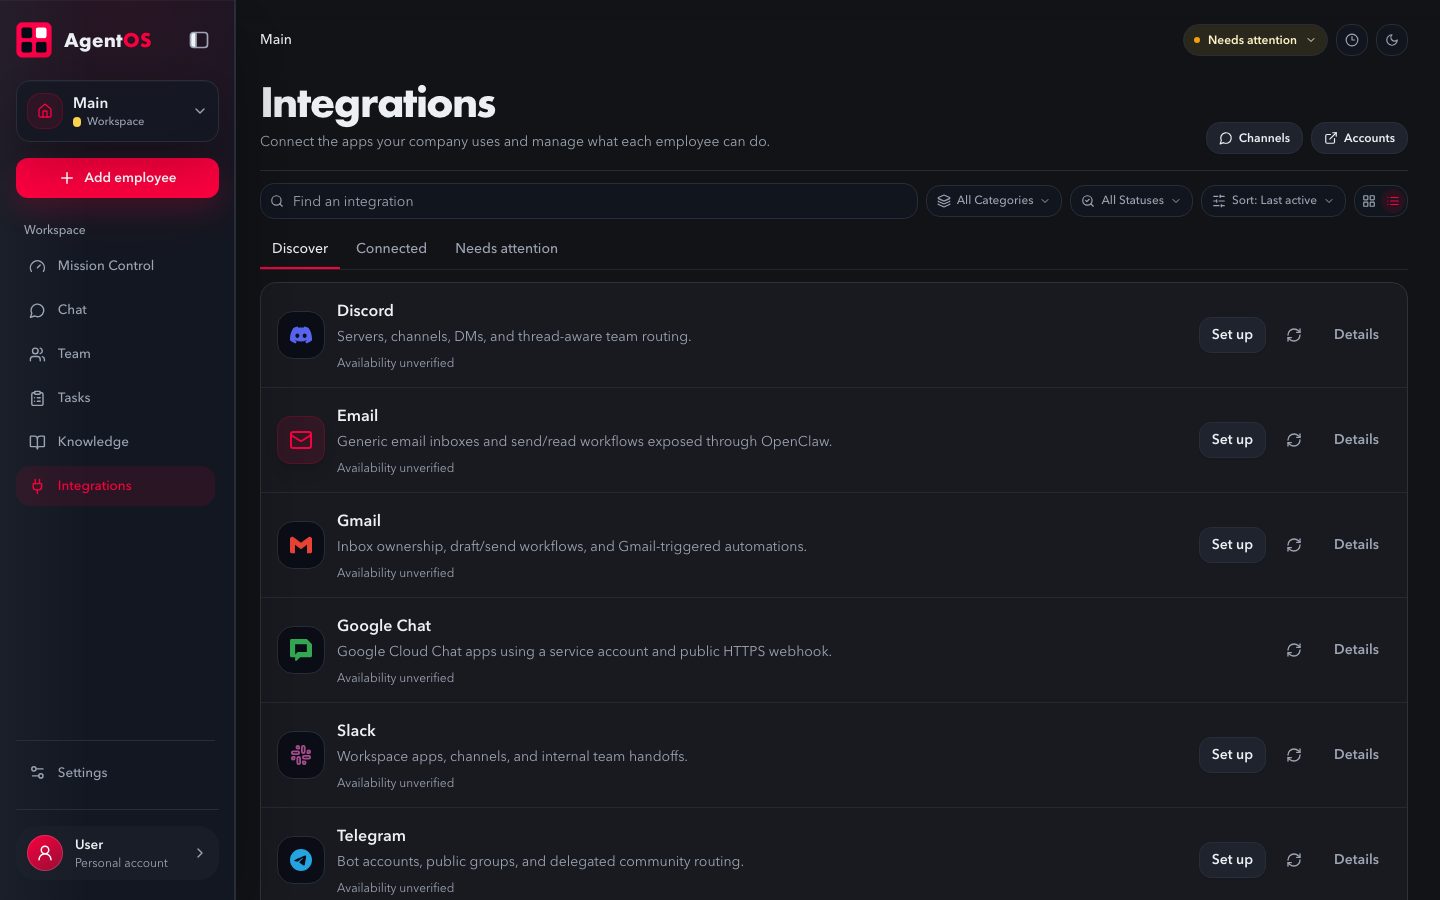 AgentOS
Main
Workspace
Add employee
Workspace
Mission Control
Chat
Team
Tasks
Knowledge
Integrations
Settings
User
Personal account
Main
Needs attention
Integrations
Connect the apps your company uses and manage what each employee can do.
Channels
Accounts
Find an integration
All Categories
All Statuses
Sort: Last active
Discover
Connected
Needs attention
Discord
Servers, channels, DMs, and thread-aware team routing.
Availability unverified
Set up
Details
Email
Generic email inboxes and send/read workflows exposed through OpenClaw.
Availability unverified
Set up
Details
Gmail
Inbox ownership, draft/send workflows, and Gmail-triggered automations.
Availability unverified
Set up
Details
Google Chat
Google Cloud Chat apps using a service account and public HTTPS webhook.
Availability unverified
Details
Slack
Workspace apps, channels, and internal team handoffs.
Availability unverified
Set up
Details
Telegram
Bot accounts, public groups, and delegated community routing.
Availability unverified
Set up
Details